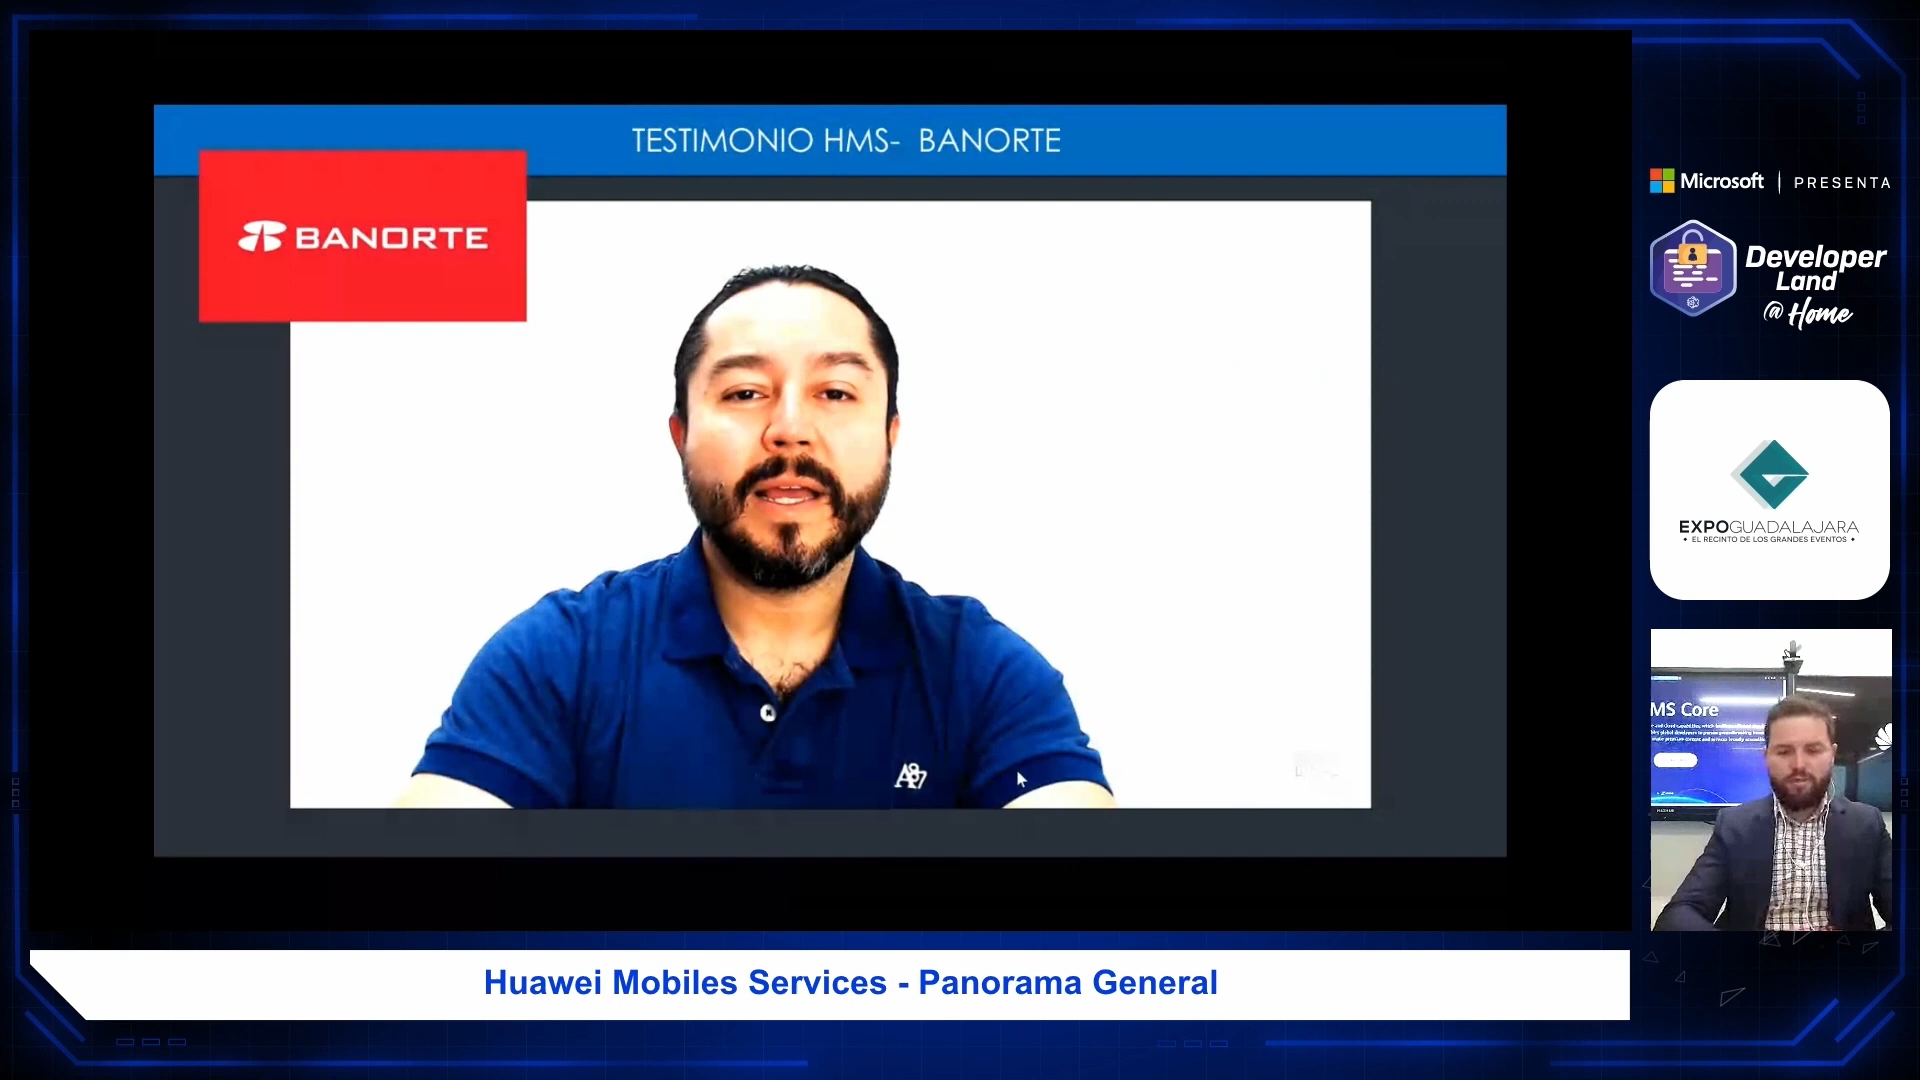 TESTIMONIO HMS- BANORTE
BANORTE
A87
Microsoft | PRESENTA
Developer
Land
@ Home
EXPOGUADALAJARA
• EL RECINTO DE LOS GRANDES EVENTOS •
MS Core
Huawei Mobiles Services - Panorama General